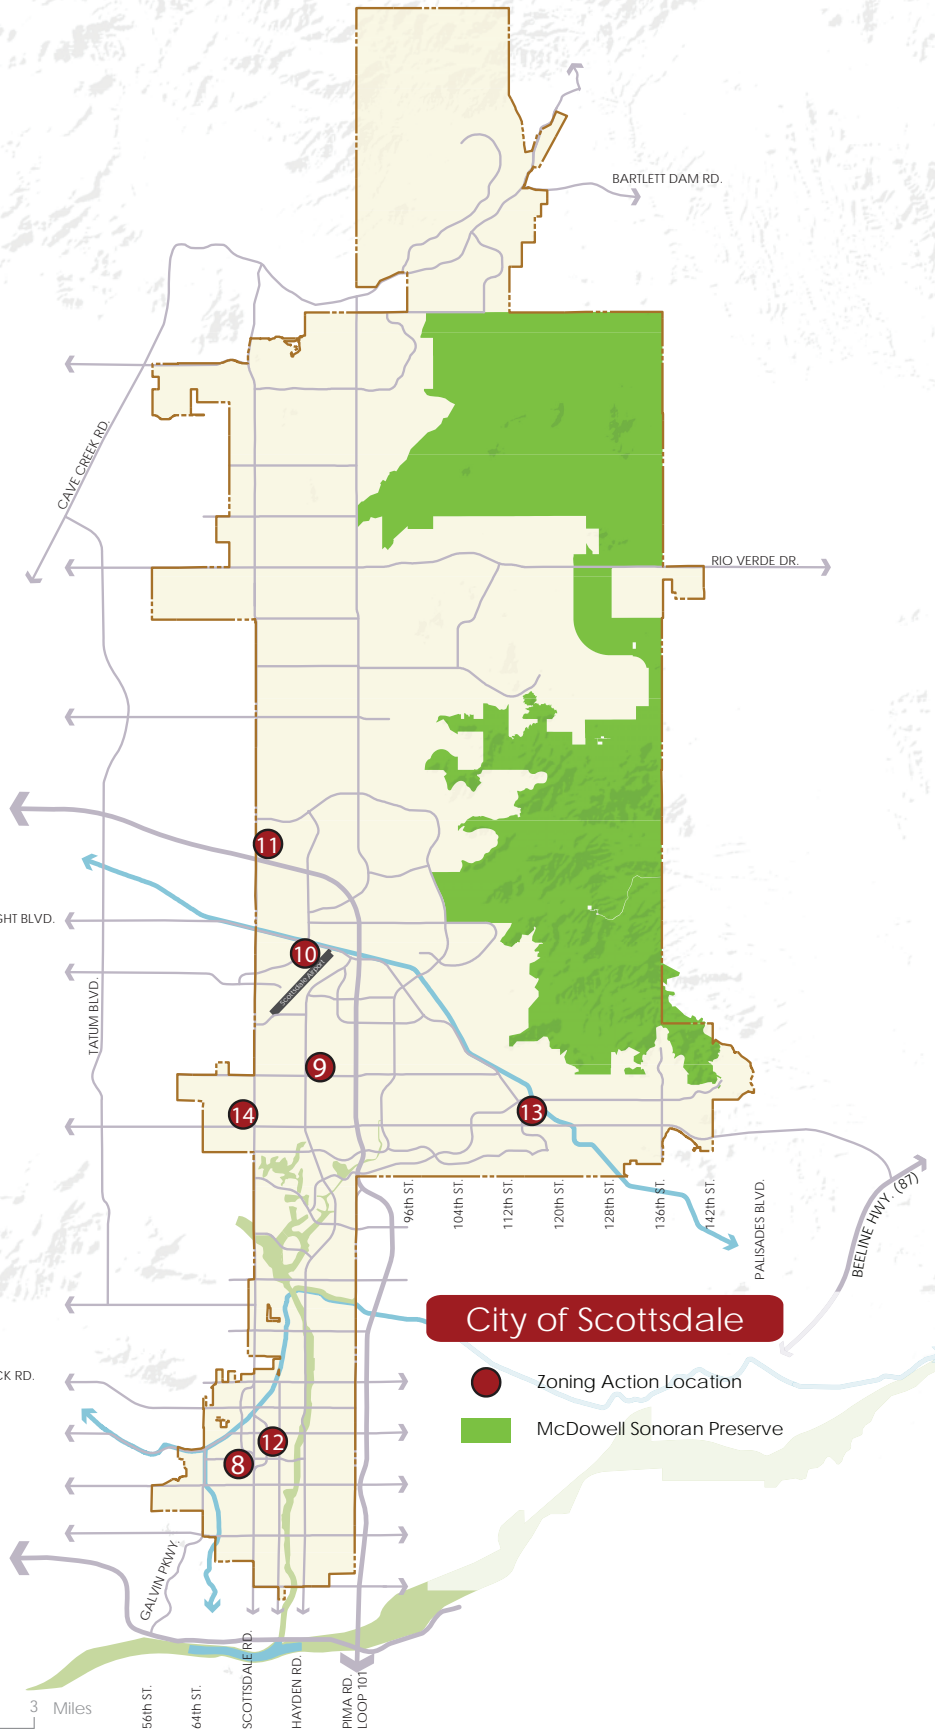 BARTLETT DAM RD.
CAVE CREEK RD.
RIO VERDE DR.
11
GHT BLVD.
10
Scottsdale Airport
TATUM BLVD.
9
14
13
96th ST.
104th ST.
112th ST.
120th ST.
128th ST.
136th ST.
142th ST.
PALISADES BLVD.
BEELINE HWY. (87)
City of Scottsdale
CK RD.
Zoning Action Location
McDowell Sonoran Preserve
12
8
GALVIN PKWY.
3 Miles
56th ST.
64th ST.
SCOTTSDALE RD.
HAYDEN RD.
PIMA RD.
LOOP 101